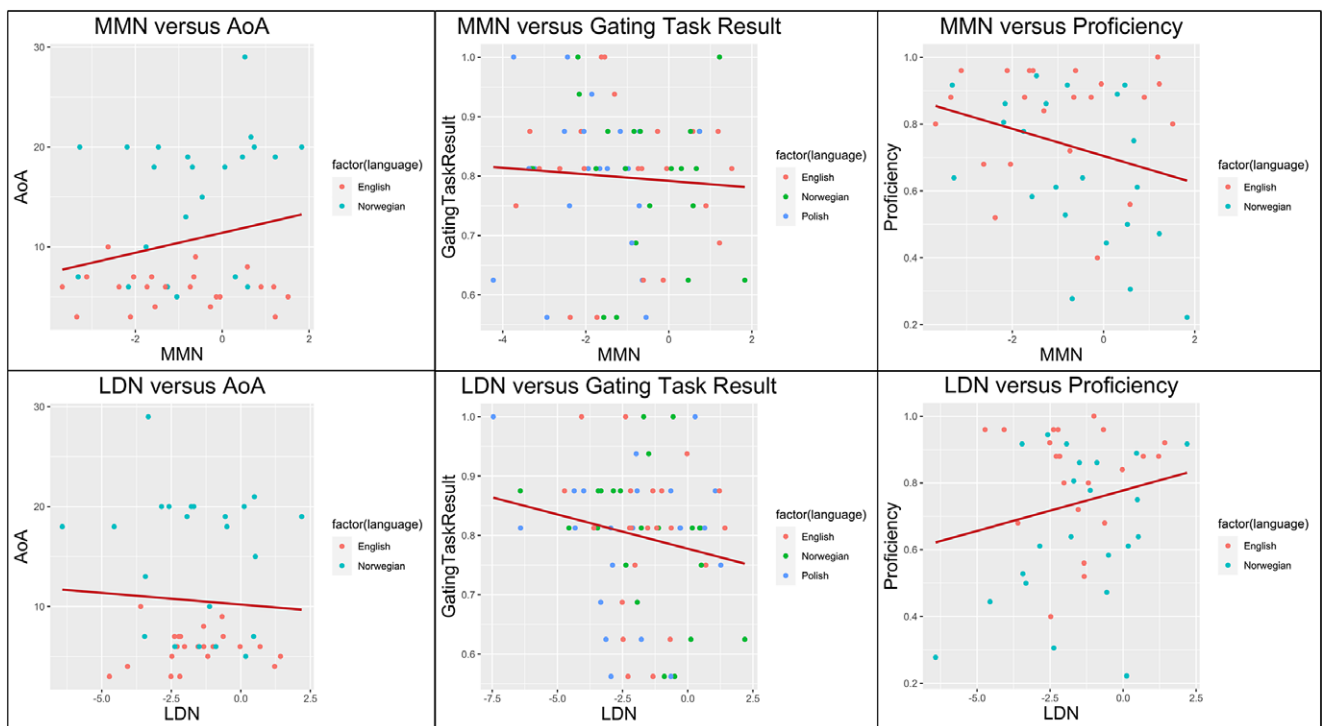 MMN versus AoA
30
20
10
AoA
-2
0
2
MMN
factor(language)
English
Norwegian
MMN versus Gating Task Result
1.0
0.9
0.8
0.7
0.6
GatingTaskResult
-4
-2
0
2
MMN
factor(language)
English
Norwegian
Polish
MMN versus Proficiency
1.0
0.8
0.6
0.4
0.2
Proficiency
-2
0
2
MMN
factor(language)
English
Norwegian
LDN versus AoA
30
20
10
AoA
-5.0
-2.5
0.0
2.5
LDN
factor(language)
English
Norwegian
LDN versus Gating Task Result
1.0
0.9
0.8
0.7
0.6
GatingTaskResult
-7.5
-5.0
-2.5
0.0
2.5
LDN
factor(language)
English
Norwegian
Polish
LDN versus Proficiency
1.0
0.8
0.6
0.4
0.2
Proficiency
-5.0
-2.5
0.0
2.5
LDN
factor(language)
English
Norwegian